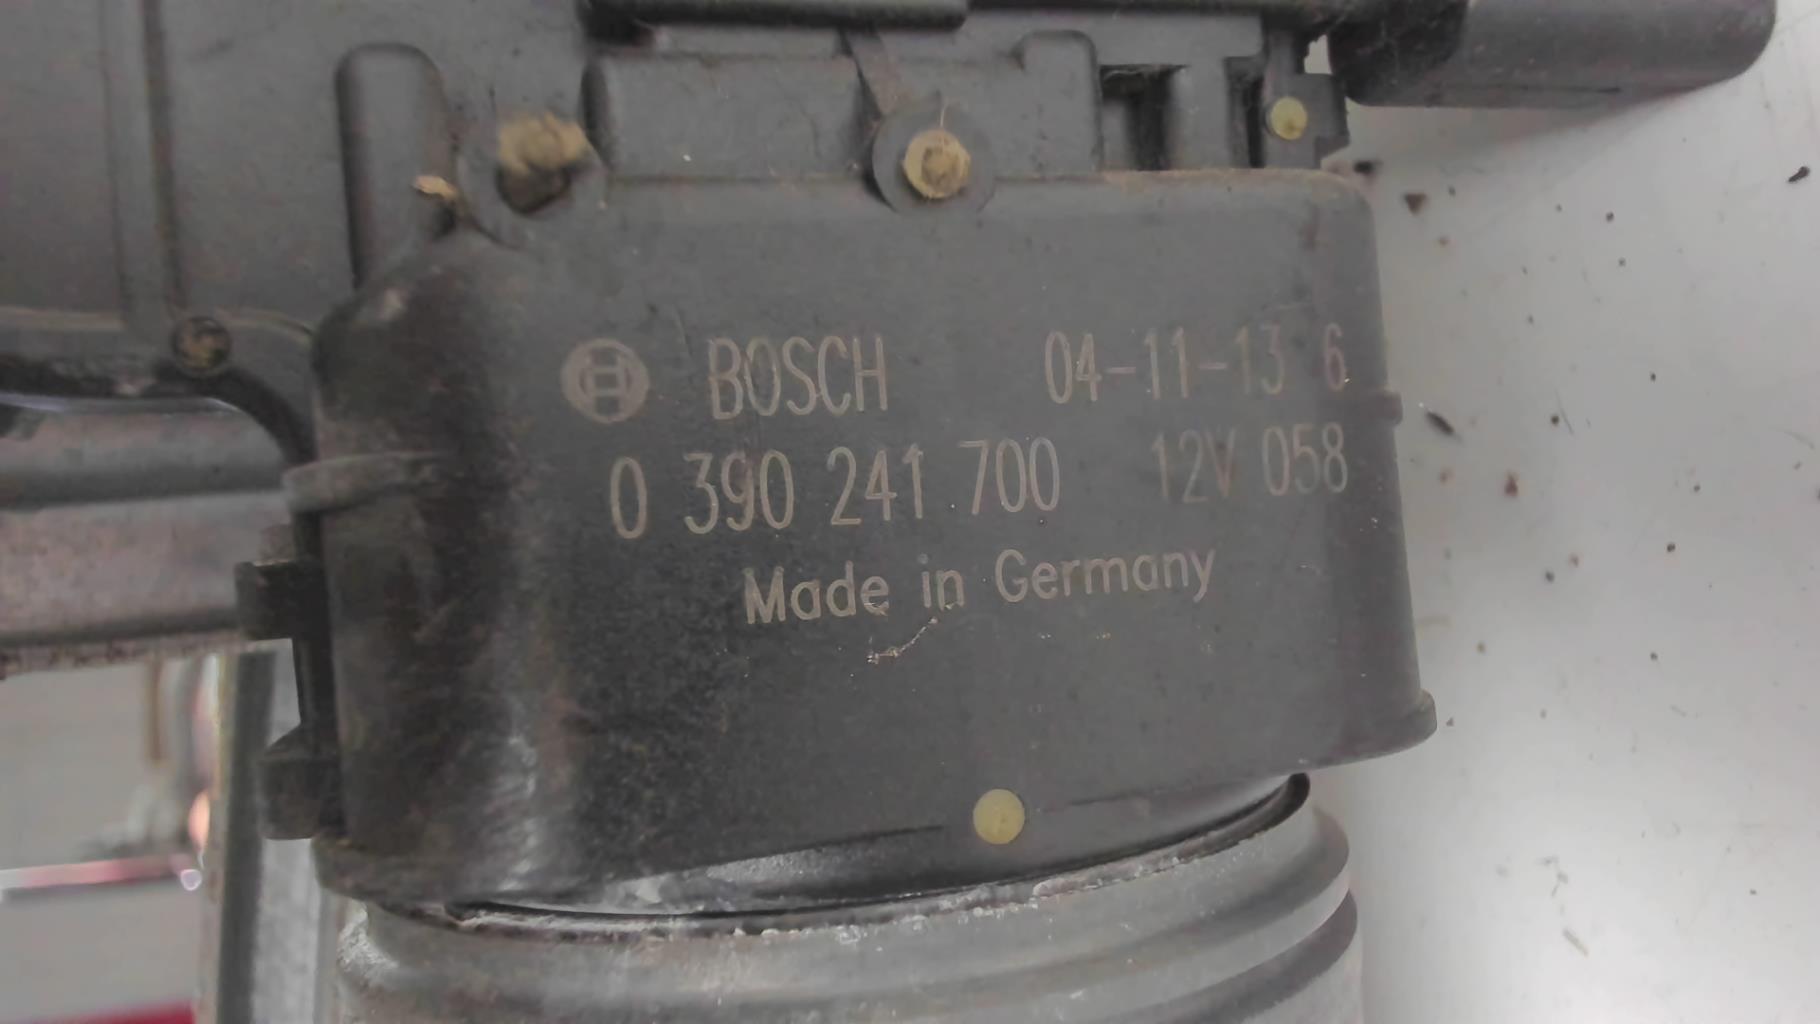 BOSCH 04-11-13 6
0 390 241 700 12V 058
Made in Germany